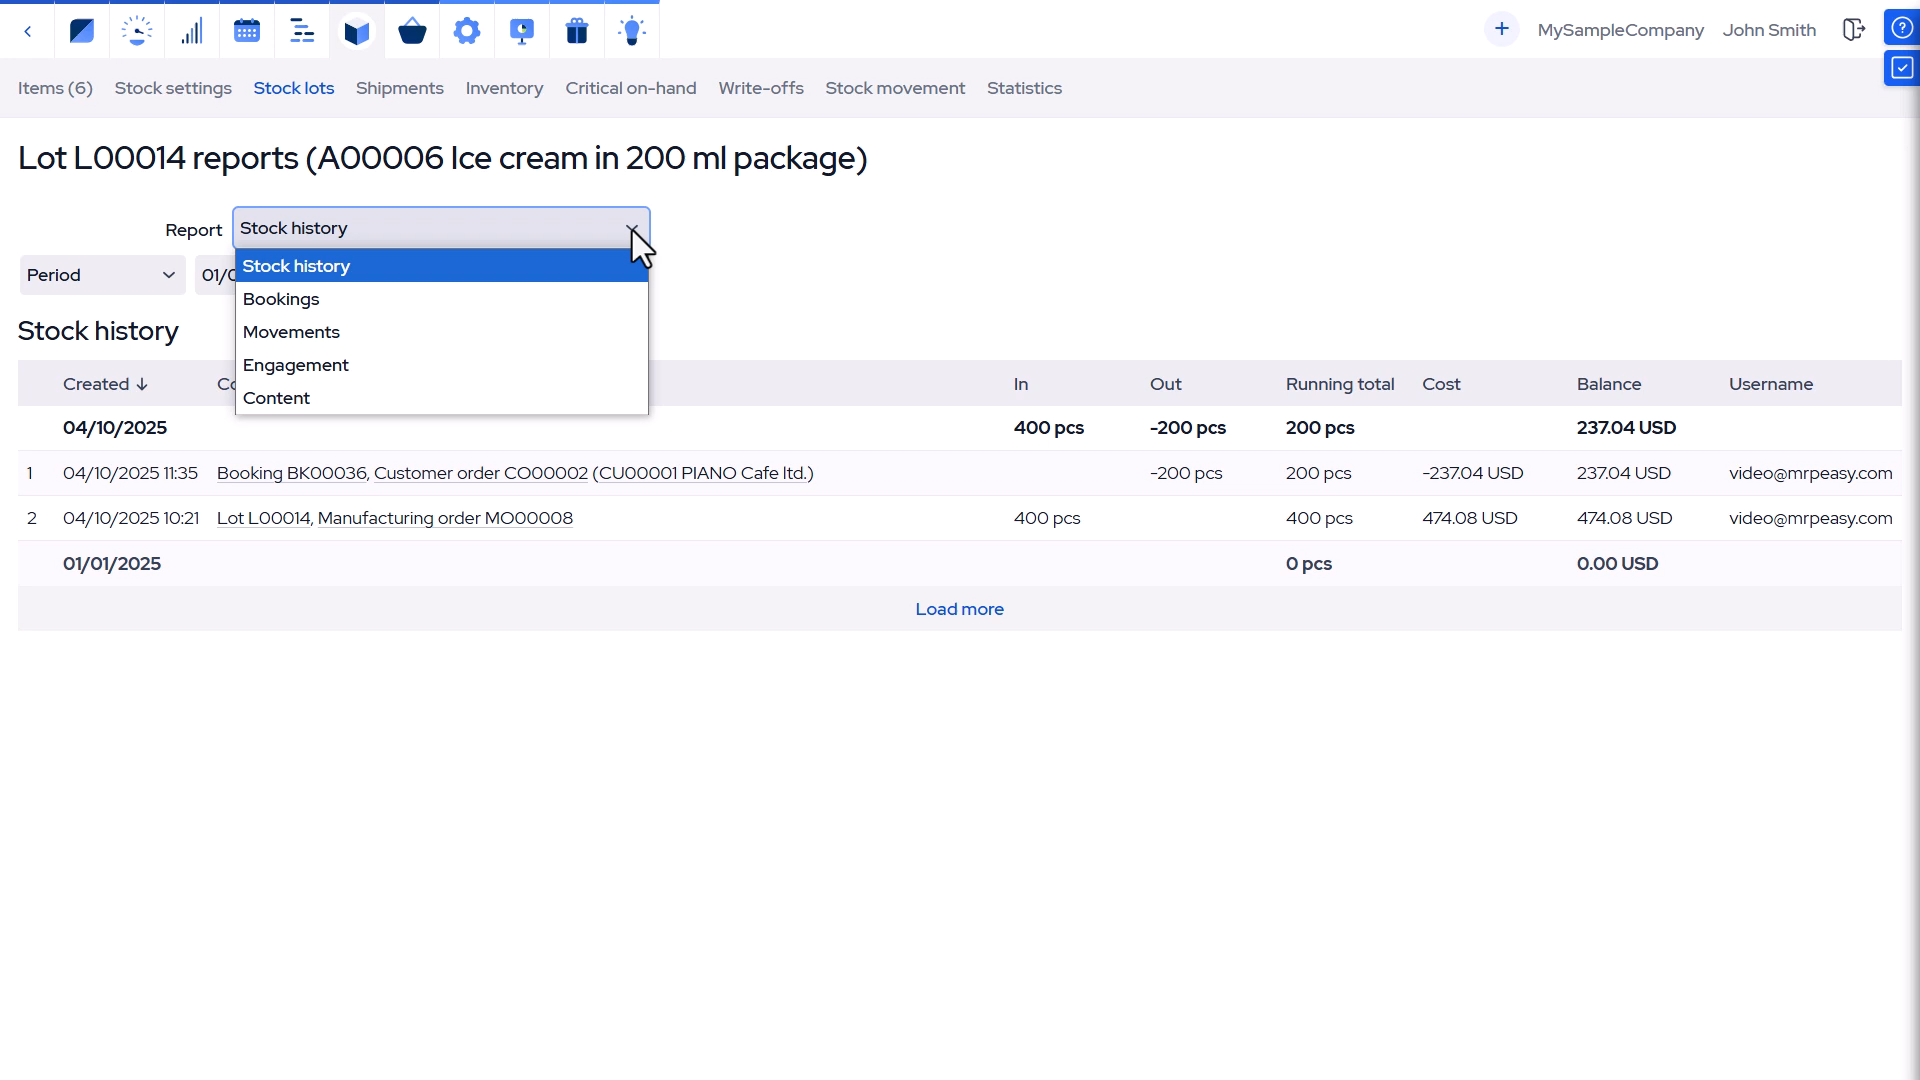 MySampleCompany John Smith
Items (6) Stock settings Stock lots Shipments Inventory Critical on-hand Write-offs Stock movement Statistics
Lot L00014 reports (A00006 Ice cream in 200 ml package)
Report Stock history
Stock history
Period 01/0
Bookings
Movements
Stock history
Engagement
Created Co In Out Running total Cost Balance Username
Content
04/10/2025 400 pcs -200 pcs 200 pcs 237.04 USD
1 04/10/2025 11:35 Booking BK00036, Customer order CO00002 (CU00001 PIANO Cafe ltd.) -200 pcs 200 pcs -237.04 USD 237.04 USD video@mrpeasy.com
2 04/10/2025 10:21 Lot L00014, Manufacturing order MO00008 400 pcs 400 pcs 474.08 USD 474.08 USD video@mrpeasy.com
01/01/2025 0 pcs 0.00 USD
Load more